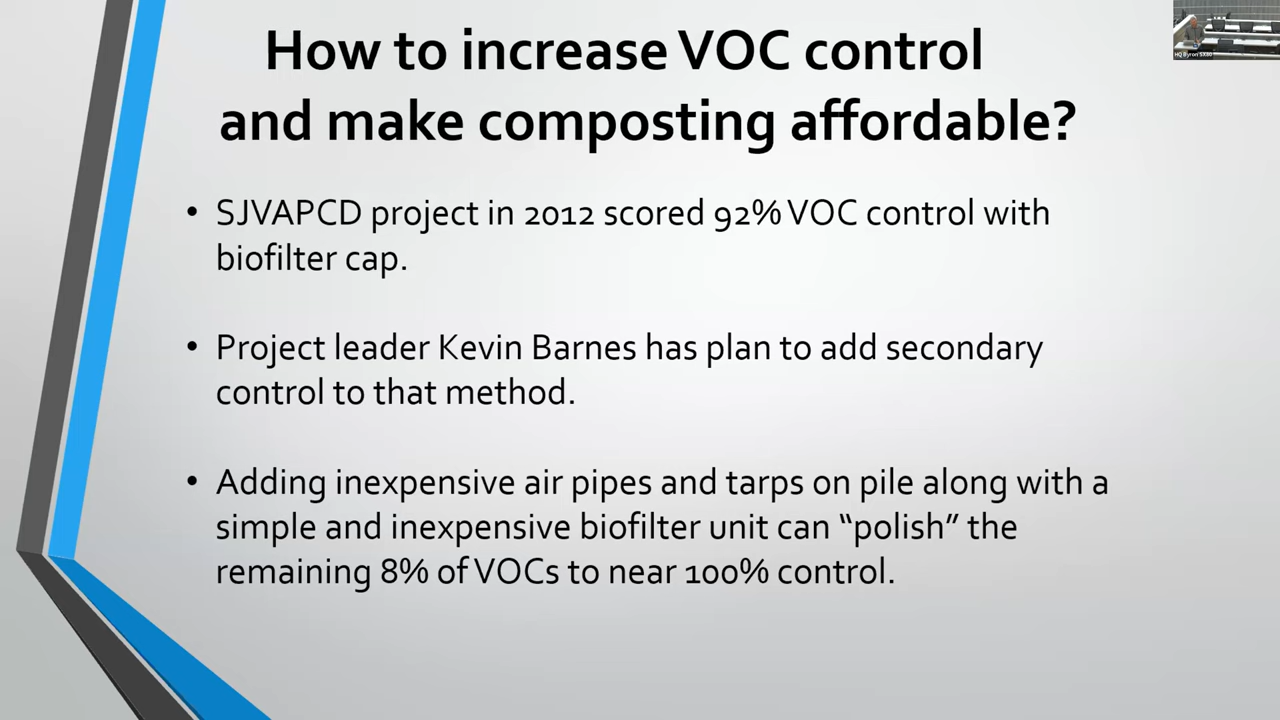 How to increase VOC control
and make composting affordable?
• SJVAPCD project in 2012 scored 92% VOC control with
biofilter cap.
• Project leader Kevin Barnes has plan to add secondary
control to that method.
• Adding inexpensive air pipes and tarps on pile along with a
simple and inexpensive biofilter unit can “polish” the
remaining 8% of VOCs to near 100% control.